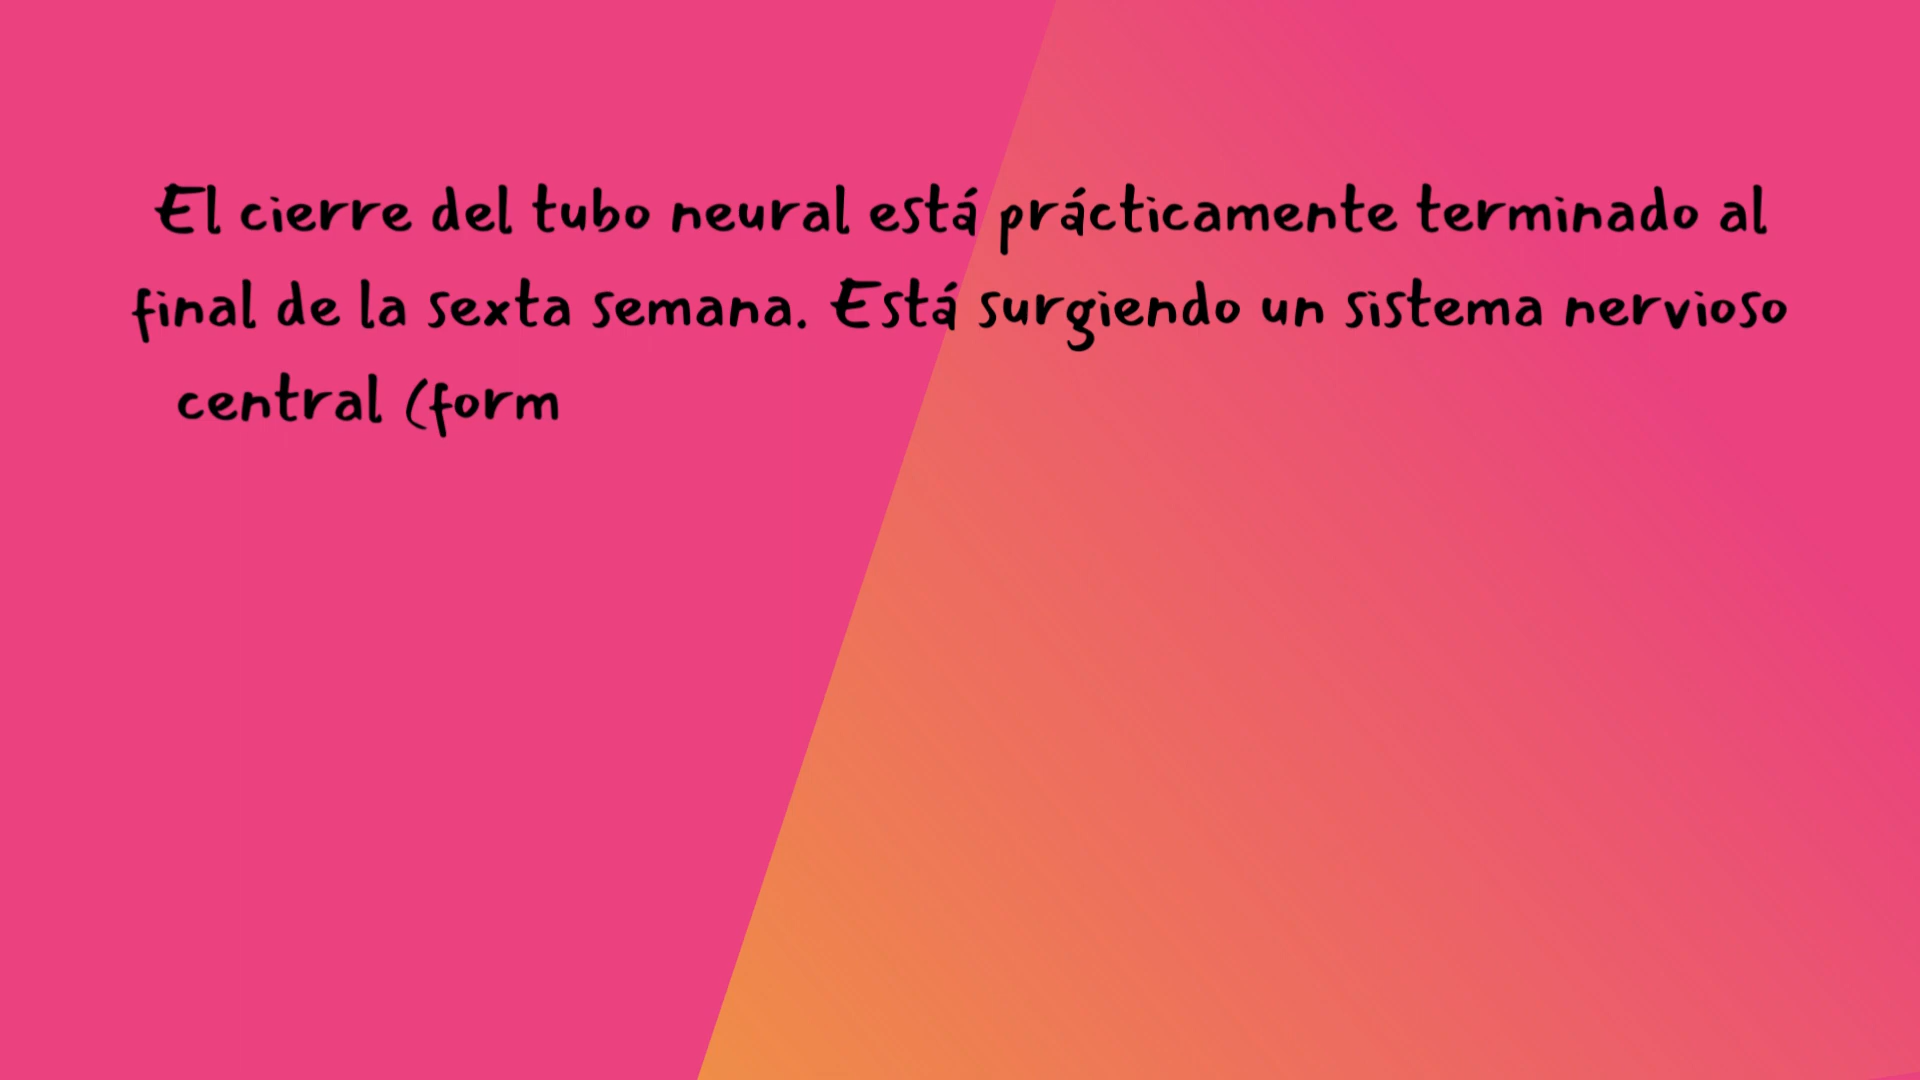 El cierre del tubo neural está prácticamente terminado al
final de la sexta semana. Está surgiendo un sistema nervioso
central (form